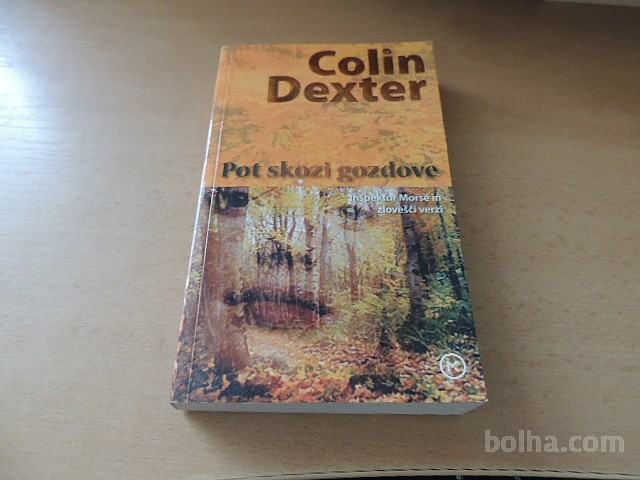 Colin
Dexter
Pot skozi gozdove
Inšpektor Morse in
zlovešči verzi
bolha.com